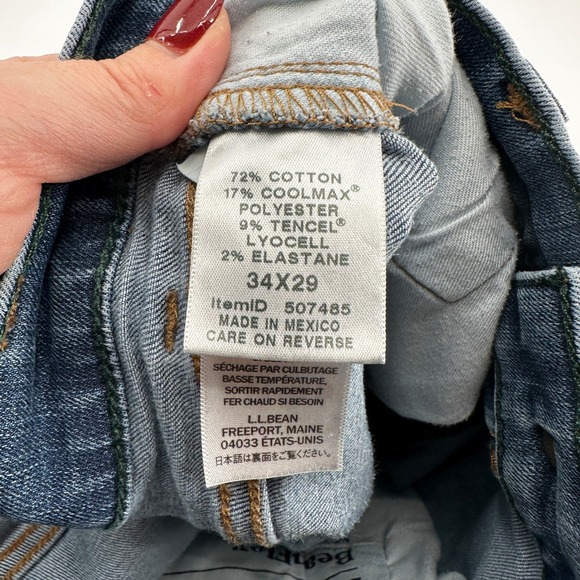 72% COTTON
17% COOLMAX®
POLYESTER
9% TENCEL®
LYOCELL
2% ELASTANE
34X29
ItemID 507485
MADE IN MEXICO
CARE ON REVERSE
SÉCHAGE PAR CULBUTAGE
BASSE TEMPÉRATURE,
SORTIR RAPIDEMENT
FER CHAUD SI BESOIN
L.L.BEAN
FREEPORT, MAINE
04033 ÉTATS-UNIS
日本語は裏面をご覧ください。